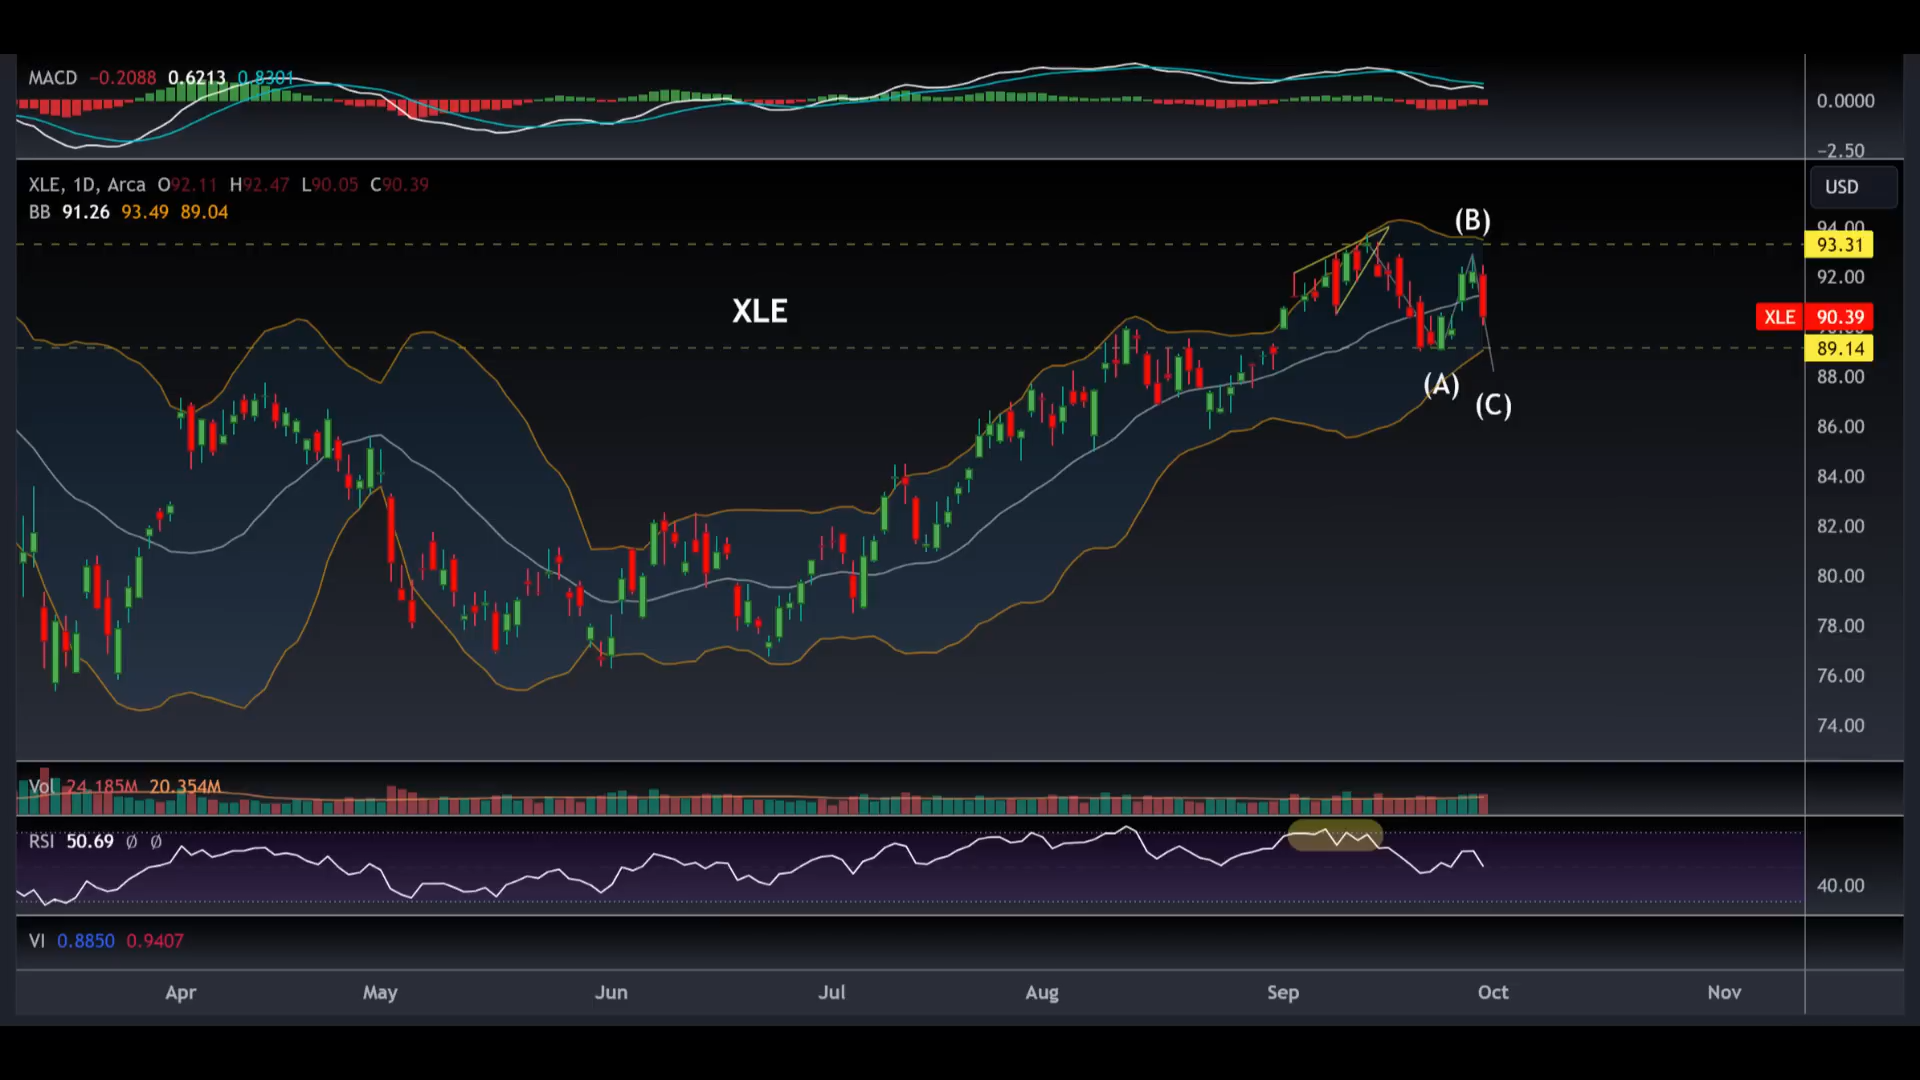 MACD −0.2088 0.6213 0.8301
0.0000
−2.50
XLE, 1D, Arca O92.11 H92.47 L90.05 C90.39
USD
BB 91.26 93.49 89.04
(B)
94.00
93.31
92.00
XLE
XLE 90.39
89.14
88.00
(A)
(C)
86.00
84.00
82.00
80.00
78.00
76.00
74.00
Vol 24.185M 20.354M
RSI 50.69 ∅ ∅
40.00
VI 0.8850 0.9407
Apr May Jun Jul Aug Sep Oct Nov